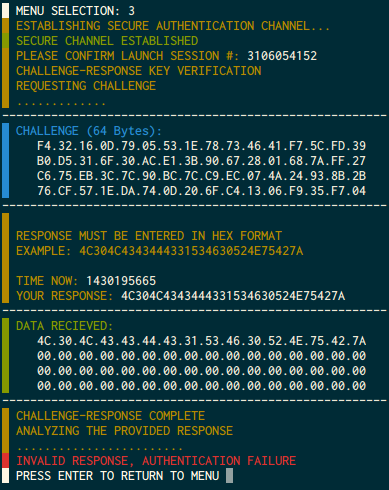 MENU SELECTION: 3
ESTABLISHING SECURE AUTHENTICATION CHANNEL...
SECURE CHANNEL ESTABLISHED
PLEASE CONFIRM LAUNCH SESSION #: 3106054152
CHALLENGE-RESPONSE KEY VERIFICATION
REQUESTING CHALLENGE
.............
CHALLENGE (64 Bytes):
F4.32.16.0D.79.05.53.1E.78.73.46.41.F7.5C.FD.39
B0.D5.31.6F.30.AC.E1.3B.90.67.28.01.68.7A.FF.27
C6.75.EB.3C.7C.90.BC.7C.C9.EC.07.4A.24.93.8B.2B
76.CF.57.1E.DA.74.0D.20.6F.C4.13.06.F9.35.F7.04
RESPONSE MUST BE ENTERED IN HEX FORMAT
EXAMPLE: 4C304C4343444331534630524E75427A
TIME NOW: 1430195665
YOUR RESPONSE: 4C304C4343444331534630524E75427A
DATA RECIEVED:
4C.30.4C.43.43.44.43.31.53.46.30.52.4E.75.42.7A
00.00.00.00.00.00.00.00.00.00.00.00.00.00.00.00
00.00.00.00.00.00.00.00.00.00.00.00.00.00.00.00
00.00.00.00.00.00.00.00.00.00.00.00.00.00.00.00
CHALLENGE-RESPONSE COMPLETE
ANALYZING THE PROVIDED RESPONSE
........................
INVALID RESPONSE, AUTHENTICATION FAILURE
PRESS ENTER TO RETURN TO MENU